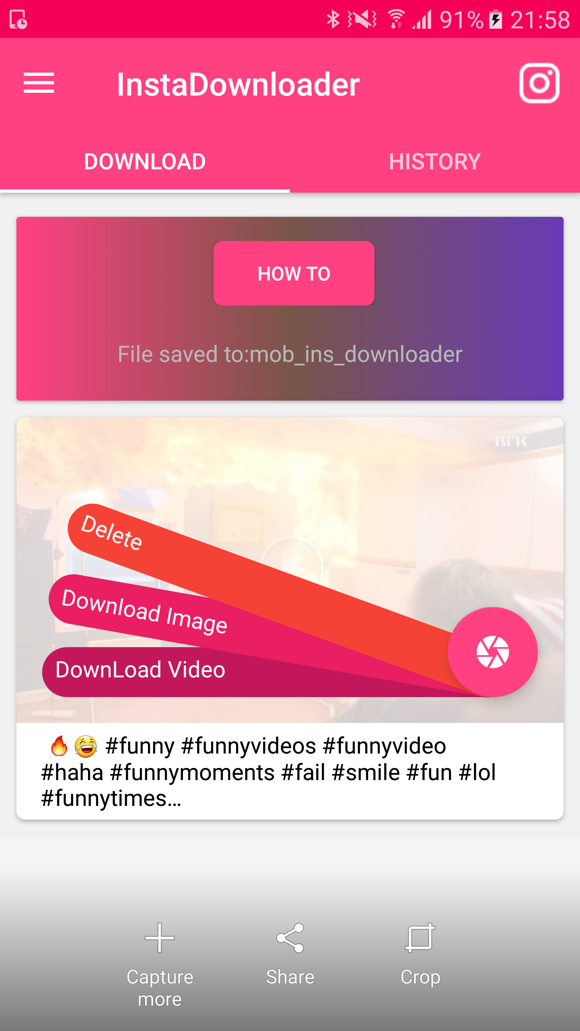 91% 21:58
InstaDownloader
DOWNLOAD HISTORY
HOW TO
File saved to:mob_ins_downloader
nrk
Delete
Download Image
DownLoad Video
🔥😂 #funny #funnyvideos #funnyvideo
#haha #funnymoments #fail #smile #fun #lol
#funnytimes…
Capture more
Share
Crop